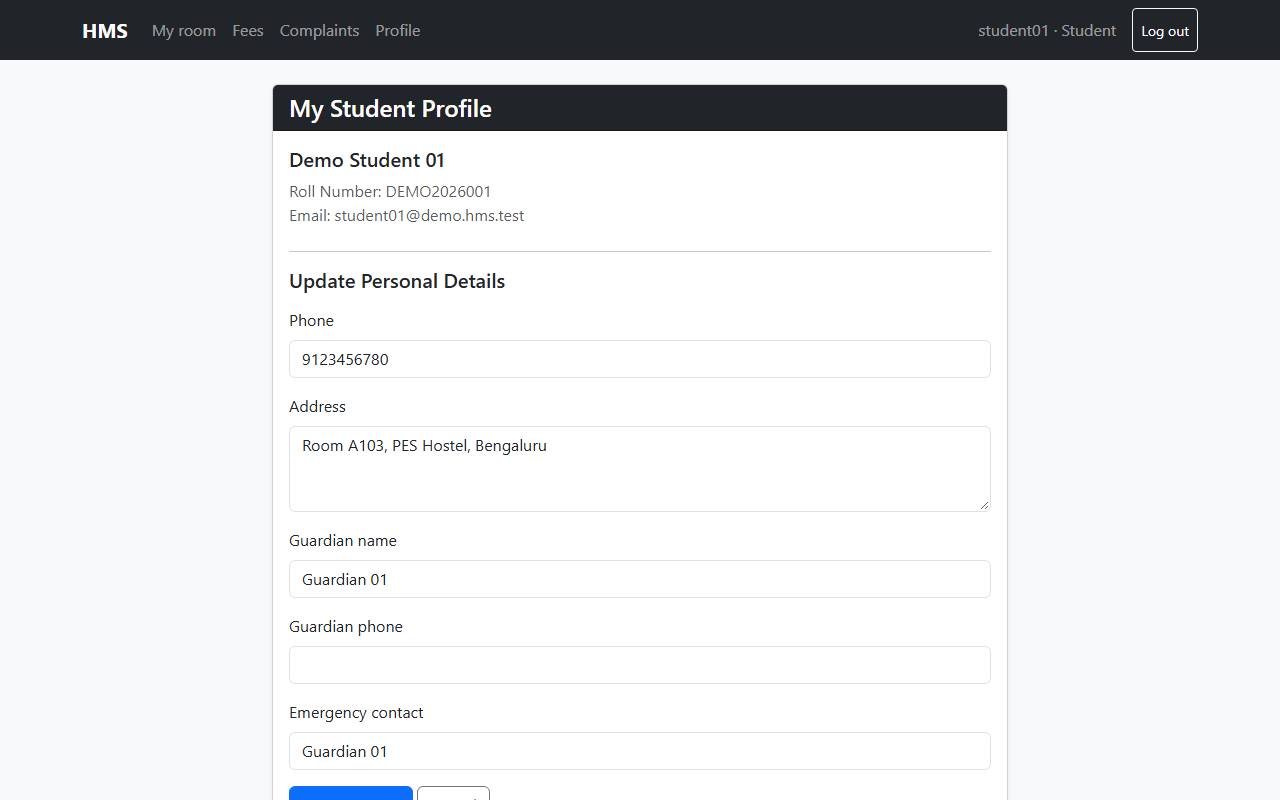 HMS My room Fees Complaints Profile student01 · Student Log out
My Student Profile
Demo Student 01
Roll Number: DEMO2026001
Email: student01@demo.hms.test
Update Personal Details
Phone
9123456780
Address
Room A103, PES Hostel, Bengaluru
Guardian name
Guardian 01
Guardian phone
Emergency contact
Guardian 01